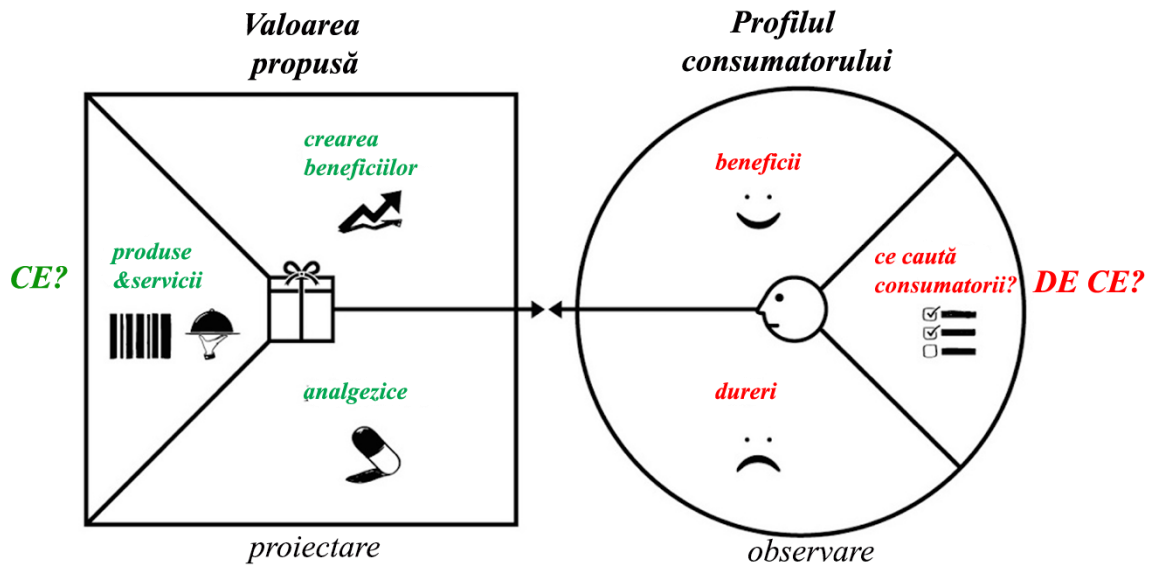 Valoarea
propusă
Profilul
consumatorului
crearea
beneficiilor
beneficii
produse
&servicii
CE?
ce caută
consumatorii?
DE CE?
analgezice
dureri
proiectare
observare